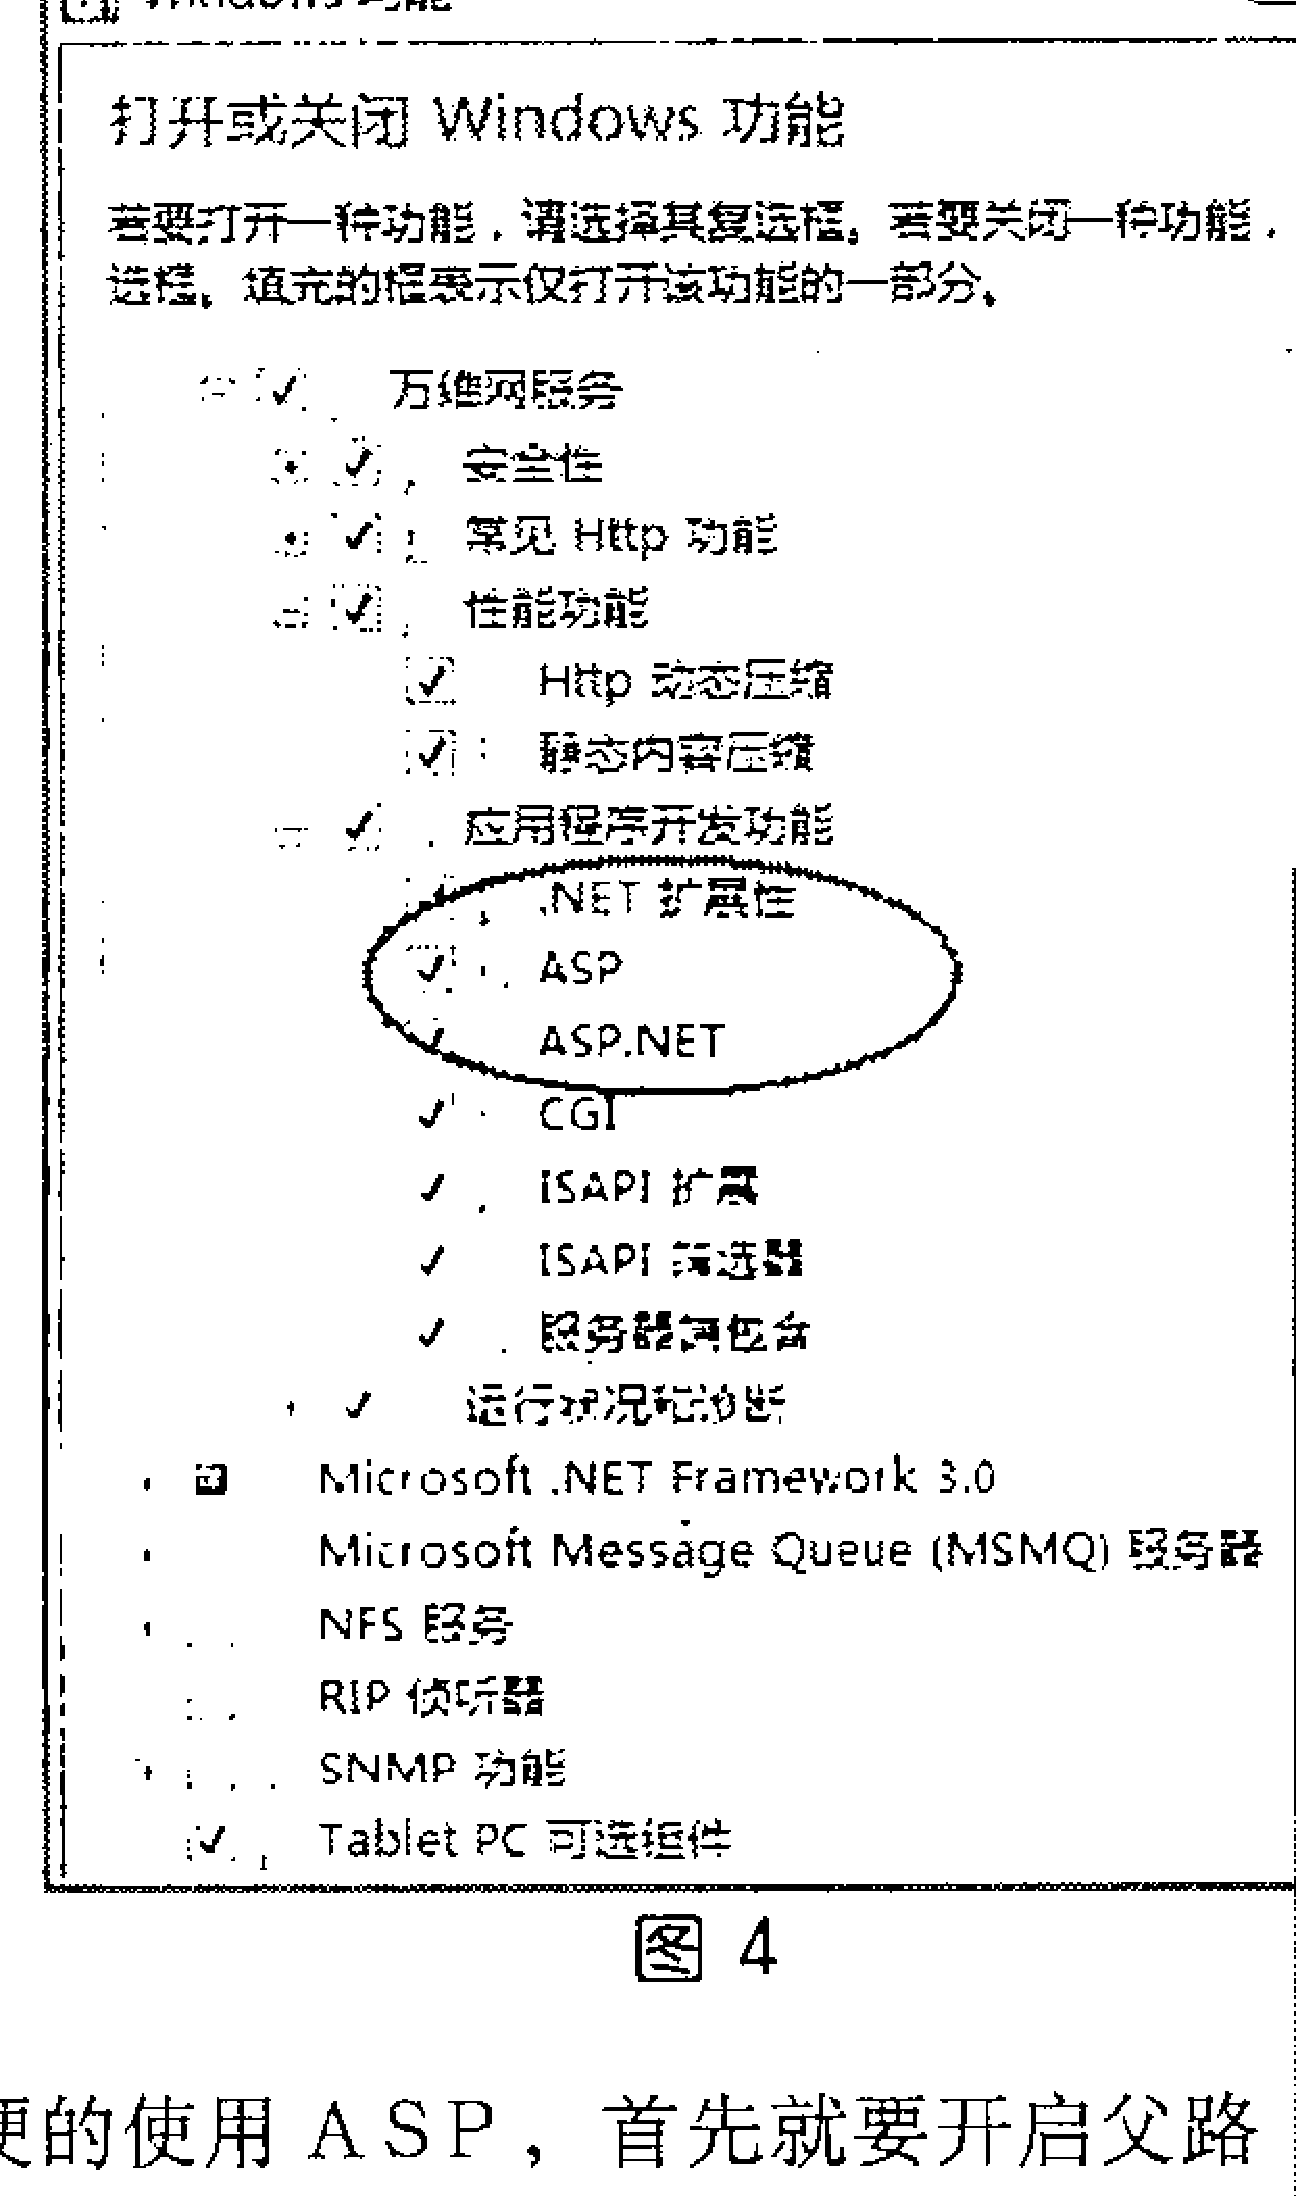 Windows 功能
打开或关闭 Windows 功能
若要打开一种功能，请选择其复选框。若要关闭一种功能，
选框。填充的框表示仅打开该功能的一部分。
万维网服务
安全性
常见 Http 功能
性能功能
Http 动态压缩
静态内容压缩
应用程序开发功能
.NET 扩展性
ASP
ASP.NET
CGI
ISAPI 扩展
ISAPI 筛选器
服务器端包含
运行状况和诊断
Microsoft .NET Framework 3.0
Microsoft Message Queue (MSMQ) 服务器
NFS 服务
RIP 侦听器
SNMP 功能
Tablet PC 可选组件
图 4
便的使用 ASP，首先就要开启父路